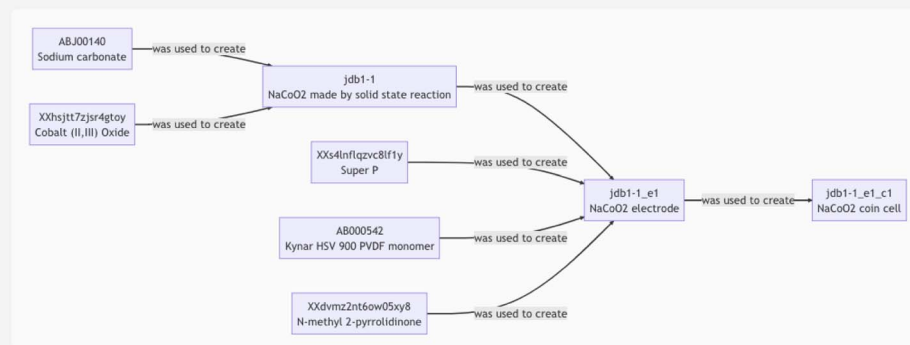 ABJ00140
Sodium carbonate
was used to create
XXhsjtt7zjsr4gtoy
Cobalt (II,III) Oxide
was used to create
jdb1-1
NaCoO2 made by solid state reaction
was used to create
XXs4lnflqzvc8lf1y
Super P
was used to create
AB000542
Kynar HSV 900 PVDF monomer
was used to create
XXdvmz2nt6ow05xy8
N-methyl 2-pyrrolidinone
was used to create
jdb1-1_e1
NaCoO2 electrode
was used to create
jdb1-1_e1_c1
NaCoO2 coin cell